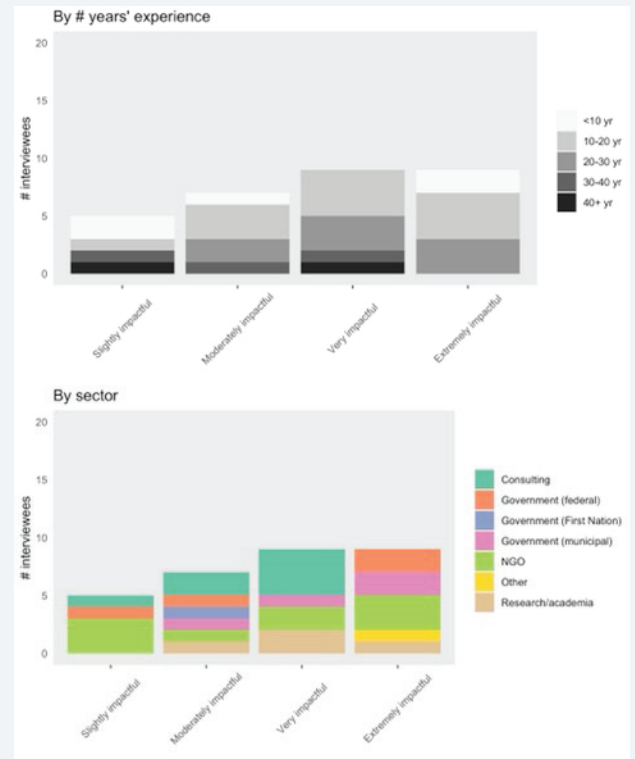 By # years' experience
20
15
10
5
0
# interviewees
Slightly impactful
Moderately impactful
Very impactful
Extremely impactful
<10 yr
10-20 yr
20-30 yr
30-40 yr
40+ yr
By sector
20
15
10
5
0
# interviewees
Slightly impactful
Moderately impactful
Very impactful
Extremely impactful
Consulting
Government (federal)
Government (First Nation)
Government (municipal)
NGO
Other
Research/academia